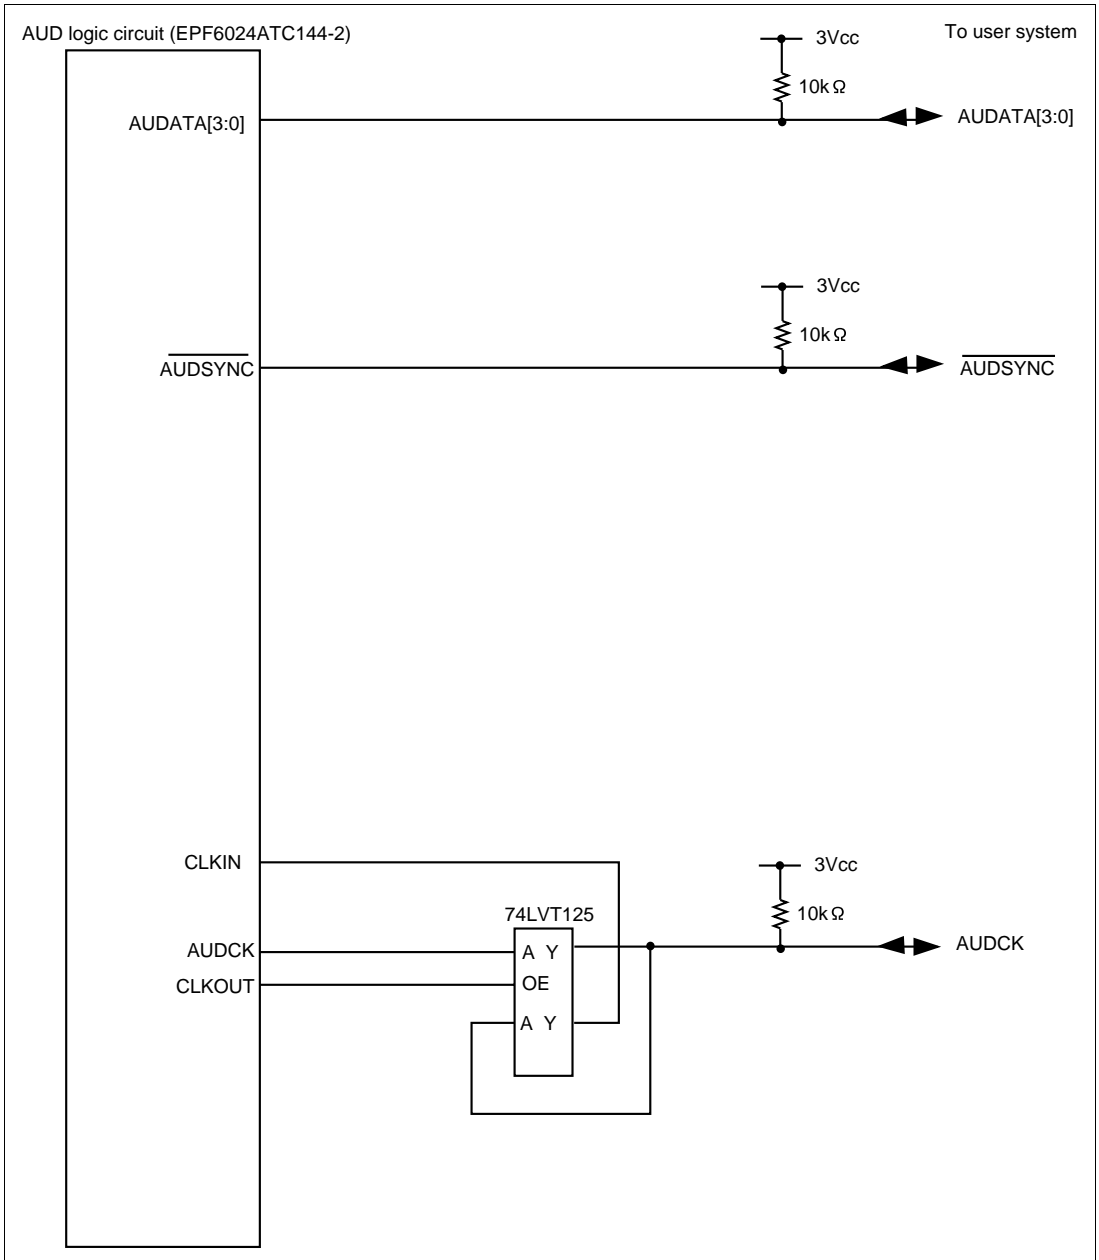 AUD logic circuit (EPF6024ATC144-2)
To user system
3Vcc
10kΩ
AUDATA[3:0]
AUDATA[3:0]
3Vcc
10kΩ
AUDSYNC
AUDSYNC
CLKIN
3Vcc
74LVT125
10kΩ
AUDCK
A Y
AUDCK
CLKOUT
OE
A Y